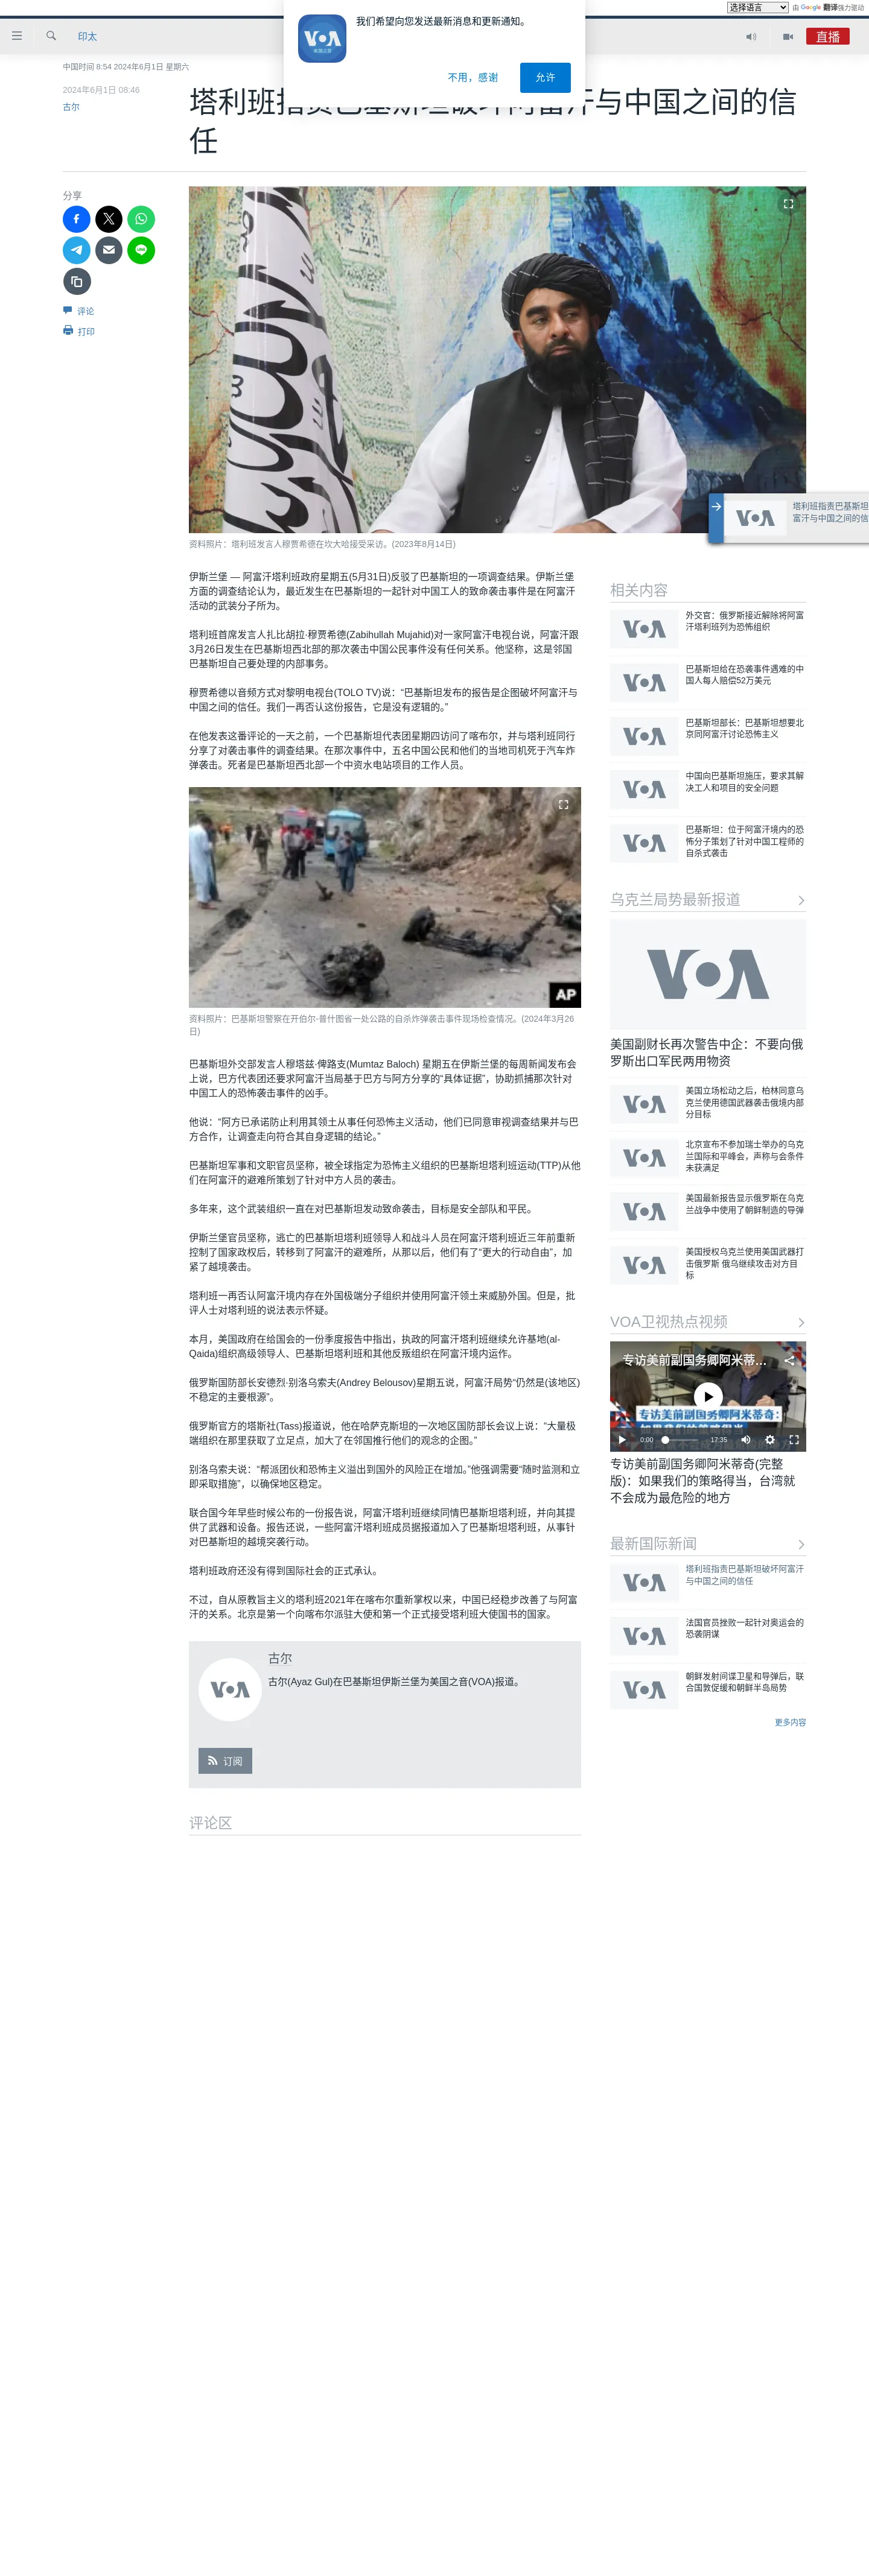 选择语言 由 Google 翻译强力驱动
我们希望向您发送最新消息和更新通知。
不用，感谢
允许
印太
直播
中国时间 8:54 2024年6月1日 星期六
2024年6月1日 08:46
古尔
塔利班指责巴基斯坦破坏阿富汗与中国之间的信
任
分享
评论
打印
资料照片：塔利班发言人穆贾希德在坎大哈接受采访。(2023年8月14日)
VOA
塔利班指责巴基斯坦
富汗与中国之间的信
伊斯兰堡 — 阿富汗塔利班政府星期五(5月31日)反驳了巴基斯坦的一项调查结果。伊斯兰堡
方面的调查结论认为，最近发生在巴基斯坦的一起针对中国工人的致命袭击事件是在阿富汗
活动的武装分子所为。
塔利班首席发言人扎比胡拉·穆贾希德(Zabihullah Mujahid)对一家阿富汗电视台说，阿富汗跟
3月26日发生在巴基斯坦西北部的那次袭击中国公民事件没有任何关系。他坚称，这是邻国
巴基斯坦自己要处理的内部事务。
穆贾希德以音频方式对黎明电视台(TOLO TV)说：“巴基斯坦发布的报告是企图破坏阿富汗与
中国之间的信任。我们一再否认这份报告，它是没有逻辑的。”
在他发表这番评论的一天之前，一个巴基斯坦代表团星期四访问了喀布尔，并与塔利班同行
分享了对袭击事件的调查结果。在那次事件中，五名中国公民和他们的当地司机死于汽车炸
弹袭击。死者是巴基斯坦西北部一个中资水电站项目的工作人员。
AP
资料照片：巴基斯坦警察在开伯尔-普什图省一处公路的自杀炸弹袭击事件现场检查情况。(2024年3月26
日)
巴基斯坦外交部发言人穆塔兹·俾路支(Mumtaz Baloch) 星期五在伊斯兰堡的每周新闻发布会
上说，巴方代表团还要求阿富汗当局基于巴方与阿方分享的“具体证据”，协助抓捕那次针对
中国工人的恐怖袭击事件的凶手。
他说：“阿方已承诺防止利用其领土从事任何恐怖主义活动，他们已同意审视调查结果并与巴
方合作，让调查走向符合其自身逻辑的结论。”
巴基斯坦军事和文职官员坚称，被全球指定为恐怖主义组织的巴基斯坦塔利班运动(TTP)从他
们在阿富汗的避难所策划了针对中方人员的袭击。
多年来，这个武装组织一直在对巴基斯坦发动致命袭击，目标是安全部队和平民。
伊斯兰堡官员坚称，逃亡的巴基斯坦塔利班领导人和战斗人员在阿富汗塔利班近三年前重新
控制了国家政权后，转移到了阿富汗的避难所，从那以后，他们有了“更大的行动自由”，加
紧了越境袭击。
塔利班一再否认阿富汗境内存在外国极端分子组织并使用阿富汗领土来威胁外国。但是，批
评人士对塔利班的说法表示怀疑。
本月，美国政府在给国会的一份季度报告中指出，执政的阿富汗塔利班继续允许基地(al-
Qaida)组织高级领导人、巴基斯坦塔利班和其他反叛组织在阿富汗境内运作。
俄罗斯国防部长安德烈·别洛乌索夫(Andrey Belousov)星期五说，阿富汗局势“仍然是(该地区)
不稳定的主要根源”。
俄罗斯官方的塔斯社(Tass)报道说，他在哈萨克斯坦的一次地区国防部长会议上说：“大量极
端组织在那里获取了立足点，加大了在邻国推行他们的观念的企图。”
别洛乌索夫说：“帮派团伙和恐怖主义溢出到国外的风险正在增加。”他强调需要“随时监测和立
即采取措施”，以确保地区稳定。
联合国今年早些时候公布的一份报告说，阿富汗塔利班继续同情巴基斯坦塔利班，并向其提
供了武器和设备。报告还说，一些阿富汗塔利班成员据报道加入了巴基斯坦塔利班，从事针
对巴基斯坦的越境突袭行动。
塔利班政府还没有得到国际社会的正式承认。
不过，自从原教旨主义的塔利班2021年在喀布尔重新掌权以来，中国已经稳步改善了与阿富
汗的关系。北京是第一个向喀布尔派驻大使和第一个正式接受塔利班大使国书的国家。
VOA
古尔
古尔(Ayaz Gul)在巴基斯坦伊斯兰堡为美国之音(VOA)报道。
订阅
评论区
相关内容
外交官：俄罗斯接近解除将阿富
汗塔利班列为恐怖组织
巴基斯坦给在恐袭事件遇难的中
国人每人赔偿52万美元
巴基斯坦部长：巴基斯坦想要北
京同阿富汗讨论恐怖主义
中国向巴基斯坦施压，要求其解
决工人和项目的安全问题
巴基斯坦：位于阿富汗境内的恐
怖分子策划了针对中国工程师的
自杀式袭击
乌克兰局势最新报道
VOA
美国副财长再次警告中企：不要向俄
罗斯出口军民两用物资
美国立场松动之后，柏林同意乌
克兰使用德国武器袭击俄境内部
分目标
北京宣布不参加瑞士举办的乌克
兰国际和平峰会，声称与会条件
未获满足
美国最新报告显示俄罗斯在乌克
兰战争中使用了朝鲜制造的导弹
美国授权乌克兰使用美国武器打
击俄罗斯 俄乌继续攻击对方目
标
VOA卫视热点视频
专访美前副国务卿阿米蒂...
专访美前副国务卿阿米蒂奇：
0:00 17:35
专访美前副国务卿阿米蒂奇(完整
版)：如果我们的策略得当，台湾就
不会成为最危险的地方
最新国际新闻
塔利班指责巴基斯坦破坏阿富汗
与中国之间的信任
法国官员挫败一起针对奥运会的
恐袭阴谋
朝鲜发射间谍卫星和导弹后，联
合国敦促缓和朝鲜半岛局势
更多内容